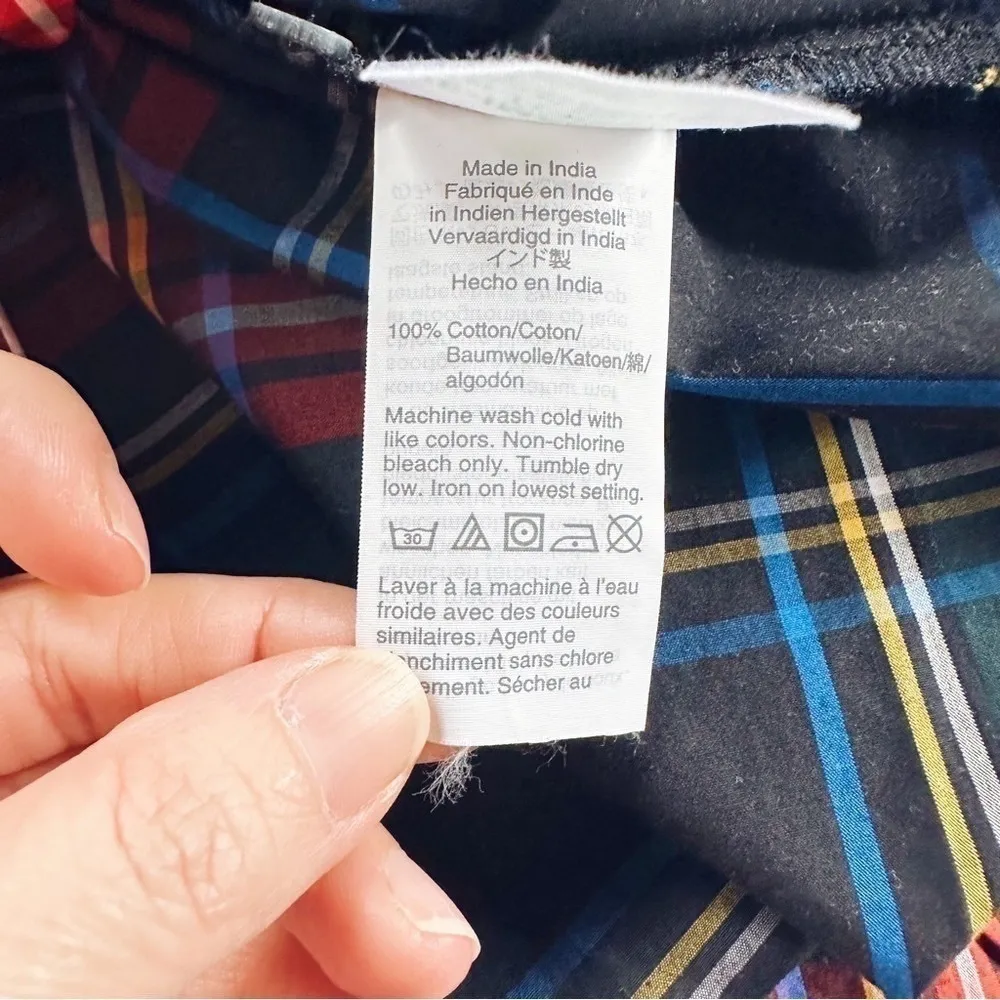 Made in India
Fabriqué en Inde
in Indien Hergestellt
Vervaardigd in India
インド製
Hecho en India
100% Cotton/Coton/
Baumwolle/Katoen/綿/
algodón
Machine wash cold with
like colors. Non-chlorine
bleach only. Tumble dry
low. Iron on lowest setting.
30
Laver à la machine à l'eau
froide avec des couleurs
similaires. Agent de
sans chlore
Sécher au